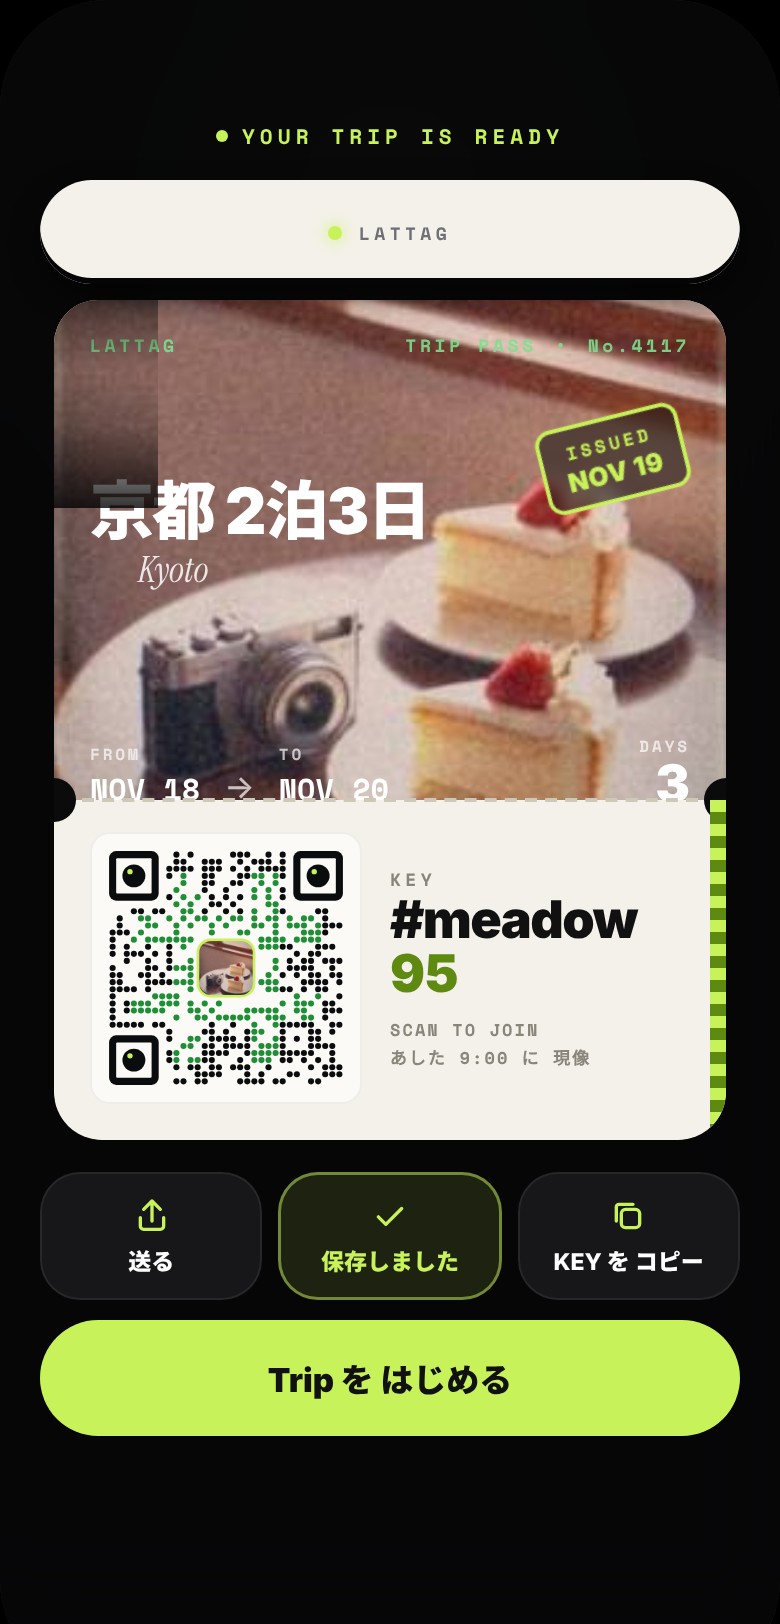 YOUR TRIP IS READY
LATTAG
LATTAG
TRIP PASS · No.4117
ISSUED
NOV 19
京都 2泊3日
Kyoto
FROM
TO
DAYS
NOV 18 → NOV 20
3
KEY
#meadow
95
SCAN TO JOIN
あした 9:00 に 現像
送る
保存しました
KEY を コピー
Trip を はじめる